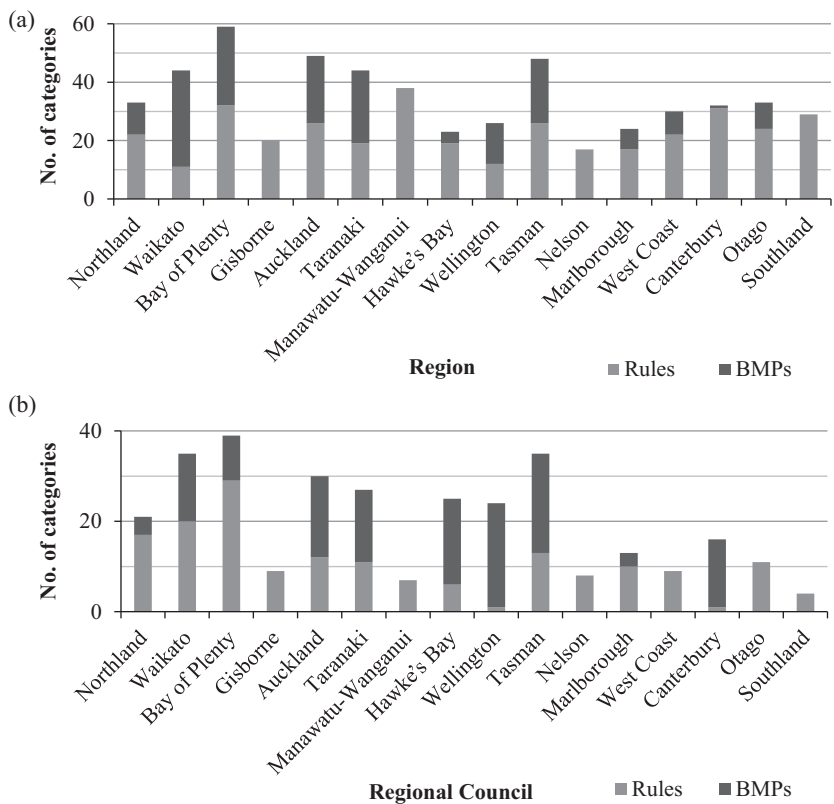 (a)
No. of categories
60
40
20
0
Northland
Waikato
Bay of Plenty
Gisborne
Auckland
Taranaki
Manawatu-Wanganui
Hawke's Bay
Wellington
Tasman
Nelson
Marlborough
West Coast
Canterbury
Otago
Southland
Region
Rules
BMPs
(b)
No. of categories
40
20
0
Northland
Waikato
Bay of Plenty
Gisborne
Auckland
Taranaki
Manawatu-Wanganui
Hawke's Bay
Wellington
Tasman
Nelson
Marlborough
West Coast
Canterbury
Otago
Southland
Regional Council
Rules
BMPs